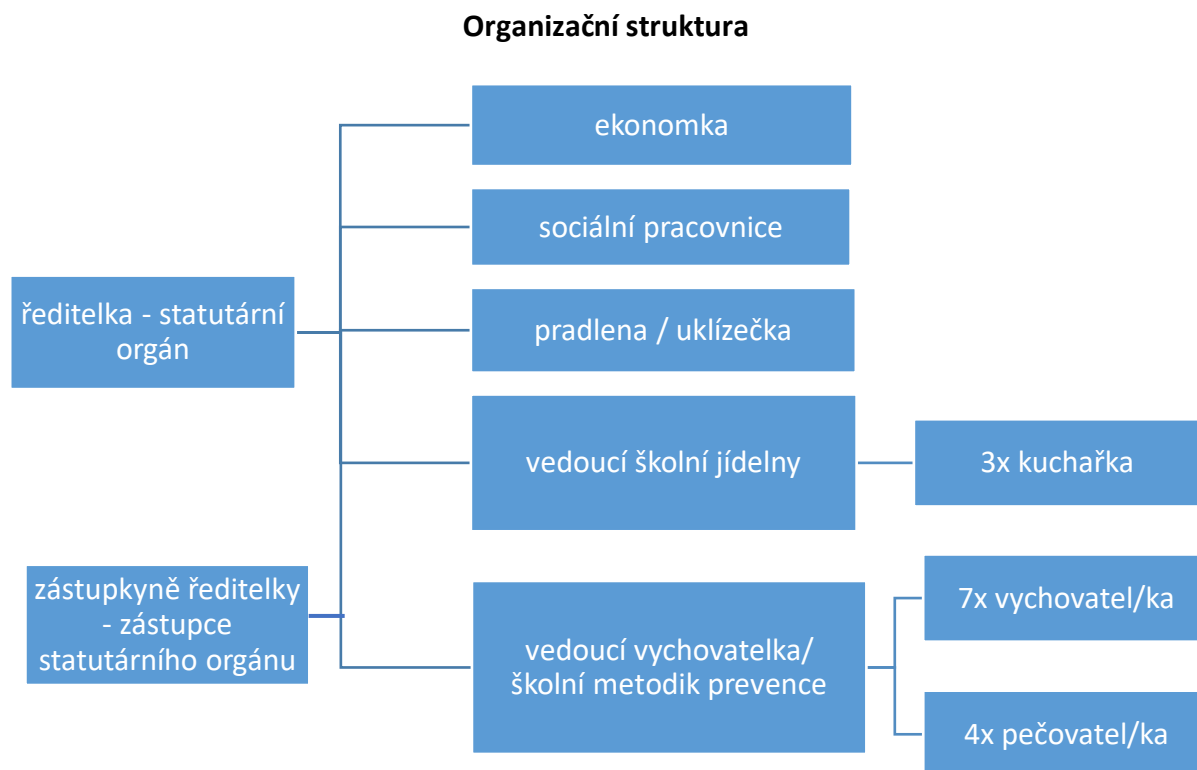 Organizační struktura
ekonomka
sociální pracovnice
ředitelka - statutární
orgán
pradlena / uklízečka
vedoucí školní jídelny
3x kuchařka
zástupkyně ředitelky
- zástupce
statutárního orgánu
vedoucí vychovatelka/
školní metodik prevence
7x vychovatel/ka
4x pečovatel/ka